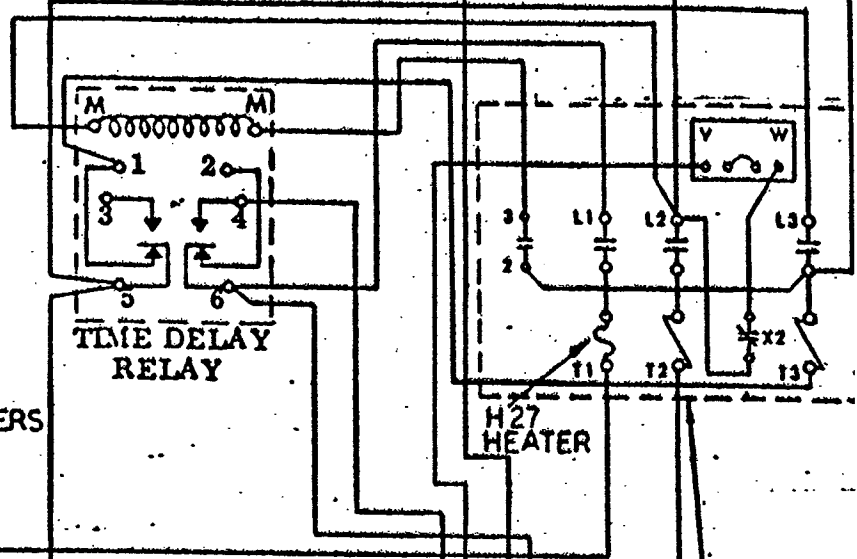 M M
V W
1 2
3 4
3 L1 L2 L3
2
5 6
TIME DELAY
RELAY
X2
T1 T2 T3
ERS
H27
HEATER